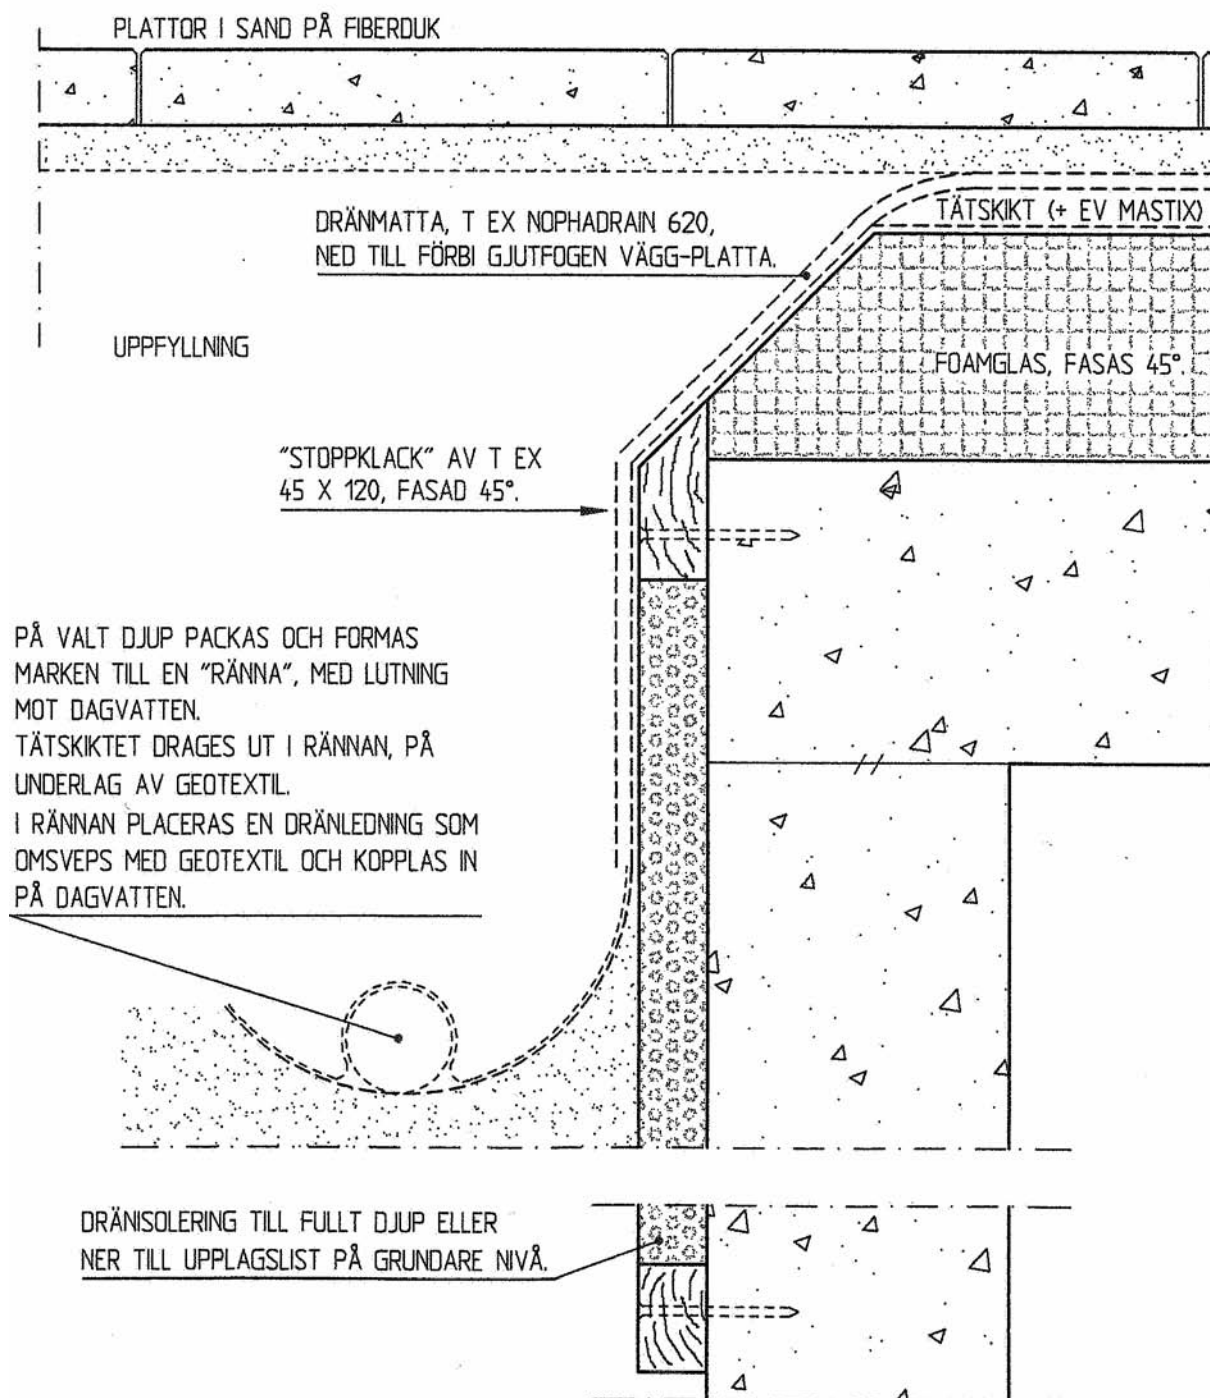 PLATTOR I SAND PÅ FIBERDUK
DRÄNMATTA, T EX NOPHADRAIN 620,
NED TILL FÖRBI GJUTFOGEN VÄGG-PLATTA.
TÄTSKIKT (+ EV MASTIX)
UPPFYLLNING
FOAMGLAS, FASAS 45°.
"STOPPKLACK" AV T EX
45 X 120, FASAD 45°.
PÅ VALT DJUP PACKAS OCH FORMAS
MARKEN TILL EN "RÄNNA", MED LUTNING
MOT DAGVATTEN.
TÄTSKIKTET DRAGES UT I RÄNNAN, PÅ
UNDERLAG AV GEOTEXTIL.
I RÄNNAN PLACERAS EN DRÄNLEDNING SOM
OMSVEPS MED GEOTEXTIL OCH KOPPLAS IN
PÅ DAGVATTEN.
DRÄNISOLERING TILL FULLT DJUP ELLER
NER TILL UPPLAGSLIST PÅ GRUNDARE NIVÅ.